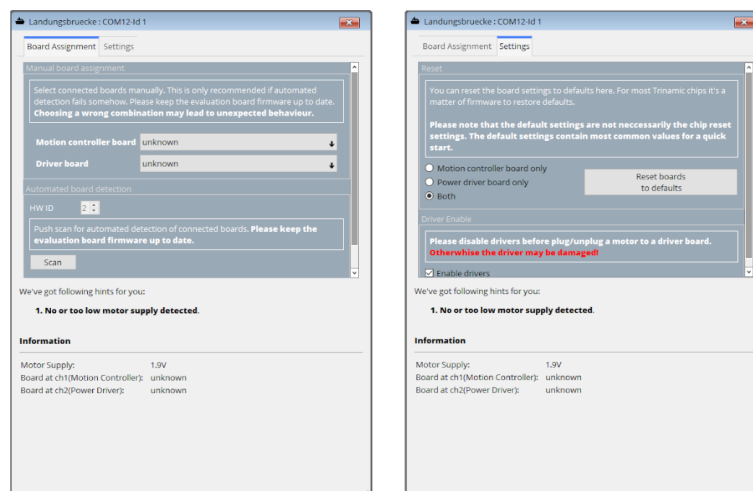 Landungsbruecke : COM12-Id 1
Board Assignment Settings
Manual board assignment
Select connected boards manually. This is only recommended if automated
detection fails somehow. Please keep the evaluation board firmware up to date.
Choosing a wrong combination may lead to unexpected behaviour.
Motion controller board unknown
Driver board unknown
Automated board detection
HW ID 2
Push scan for automated detection of connected boards. Please keep the
evaluation board firmware up to date.
Scan
We've got following hints for you:
1. No or too low motor supply detected.
Information
Motor Supply: 1.9V
Board at ch1(Motion Controller): unknown
Board at ch2(Power Driver): unknown
Landungsbruecke : COM12-Id 1
Board Assignment Settings
Reset
You can reset the board settings to defaults here. For most Trinamic chips it's a
matter of firmware to restore defaults.
Please note that the default settings are not neccessarily the chip reset
settings. The default settings contain most common values for a quick
start.
Motion controller board only
Power driver board only
Both
Reset boards
to defaults
Driver Enable
Please disable drivers before plug/unplug a motor to a driver board.
Otherwhise the driver may be damaged!
Enable drivers
We've got following hints for you:
1. No or too low motor supply detected.
Information
Motor Supply: 1.9V
Board at ch1(Motion Controller): unknown
Board at ch2(Power Driver): unknown